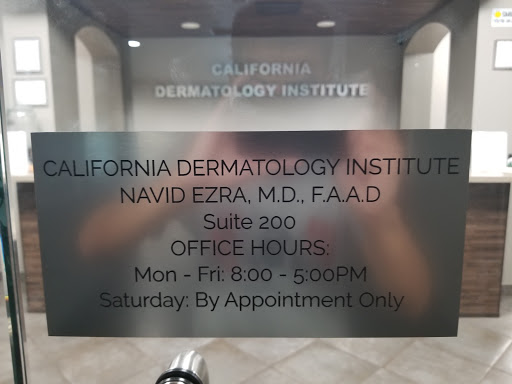 CALIFORNIA
DERMATOLOGY INSTITUTE
CALIFORNIA DERMATOLOGY INSTITUTE
NAVID EZRA, M.D., F.A.A.D
Suite 200
OFFICE HOURS:
Mon - Fri: 8:00 - 5:00PM
Saturday: By Appointment Only